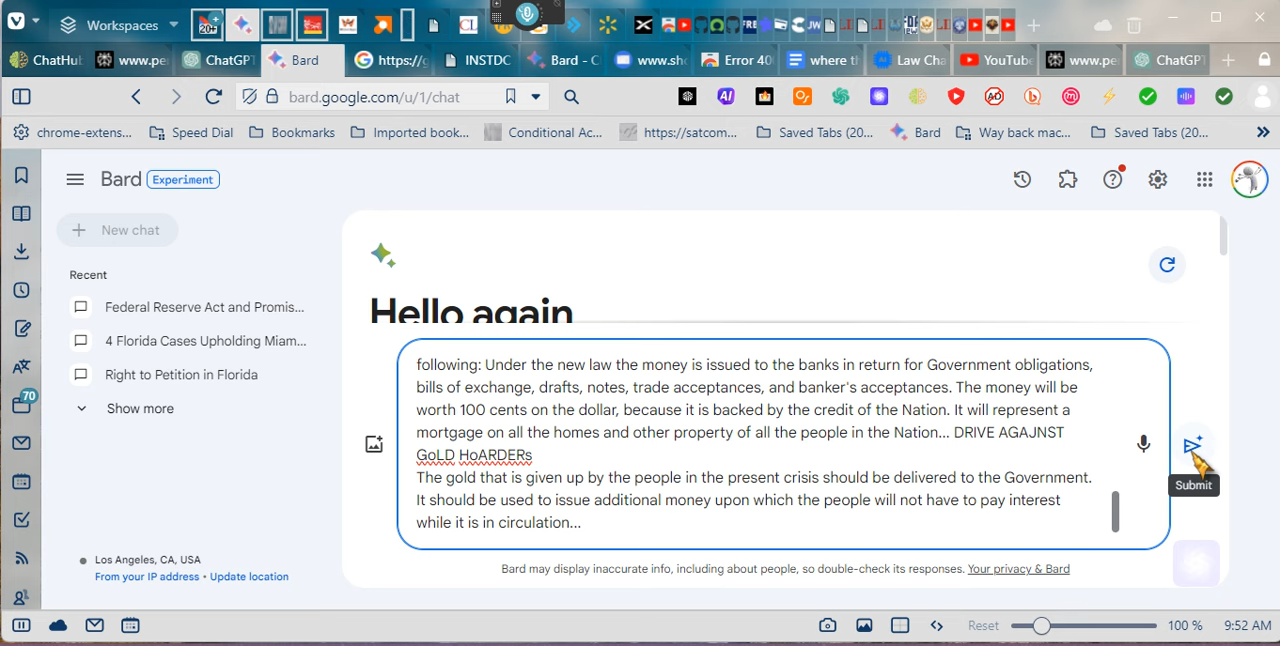 Workspaces
20+
CL
FRE
JW
ChatHu
www.pe
ChatGP
Bard
https://g
INSTDC
Bard - C
www.sho
Error 40
where th
Law Cha
YouTube
www.pe
ChatGP
bard.google.com/u/1/chat
chrome-exten...
Speed Dial
Bookmarks
Imported book...
Conditional Ac...
https://satcom...
Saved Tabs (20...
Bard
Way back mac...
Saved Tabs (20...
Bard Experiment
New chat
Recent
Federal Reserve Act and Promis...
4 Florida Cases Upholding Miam...
Right to Petition in Florida
Show more
70
Hello again
following: Under the new law the money is issued to the banks in return for Government obligations,
bills of exchange, drafts, notes, trade acceptances, and banker's acceptances. The money will be
worth 100 cents on the dollar, because it is backed by the credit of the Nation. It will represent a
mortgage on all the homes and other property of all the people in the Nation... DRIVE AGAJNST
GoLD HoARDERs
The gold that is given up by the people in the present crisis should be delivered to the Government.
It should be used to issue additional money upon which the people will not have to pay interest
while it is in circulation...
Submit
Los Angeles, CA, USA
From your IP address • Update location
Bard may display inaccurate info, including about people, so double-check its responses. Your privacy & Bard
Reset
100 %
9:52 AM